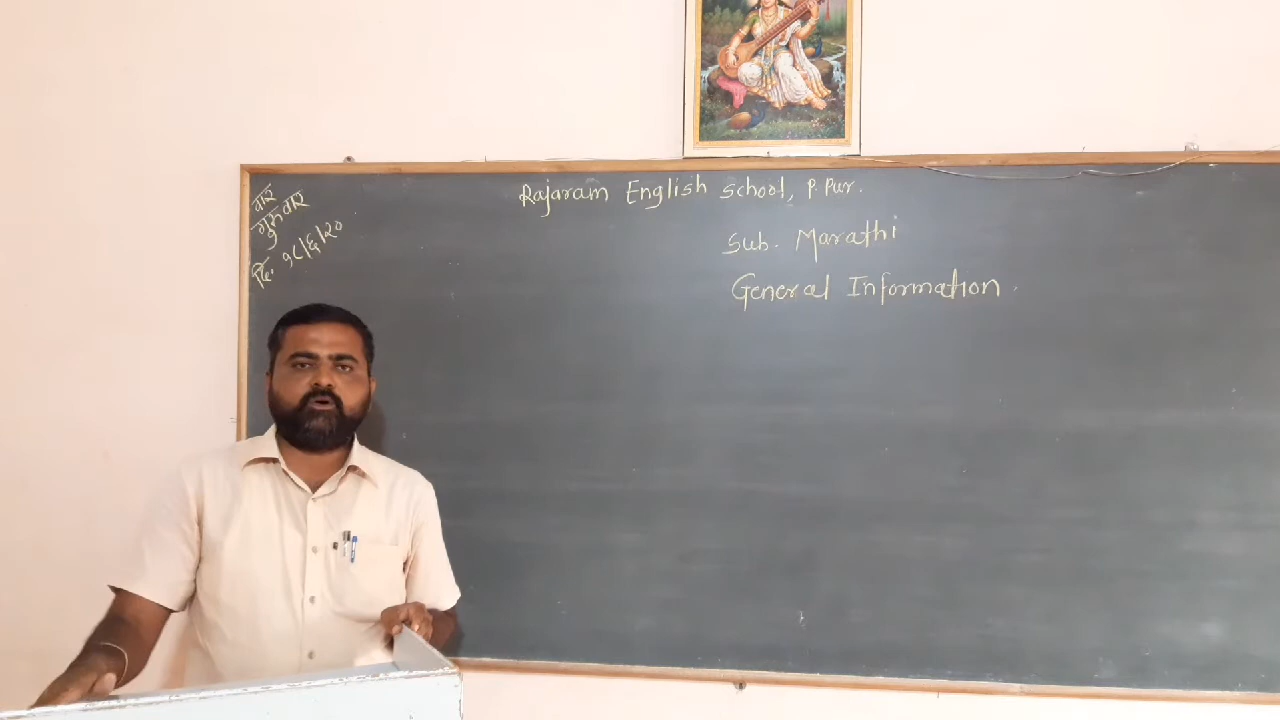 वार
गुरुवार
दि. १८/६/२०
Rajaram English School, P. Pur.
Sub. Marathi
General Information.